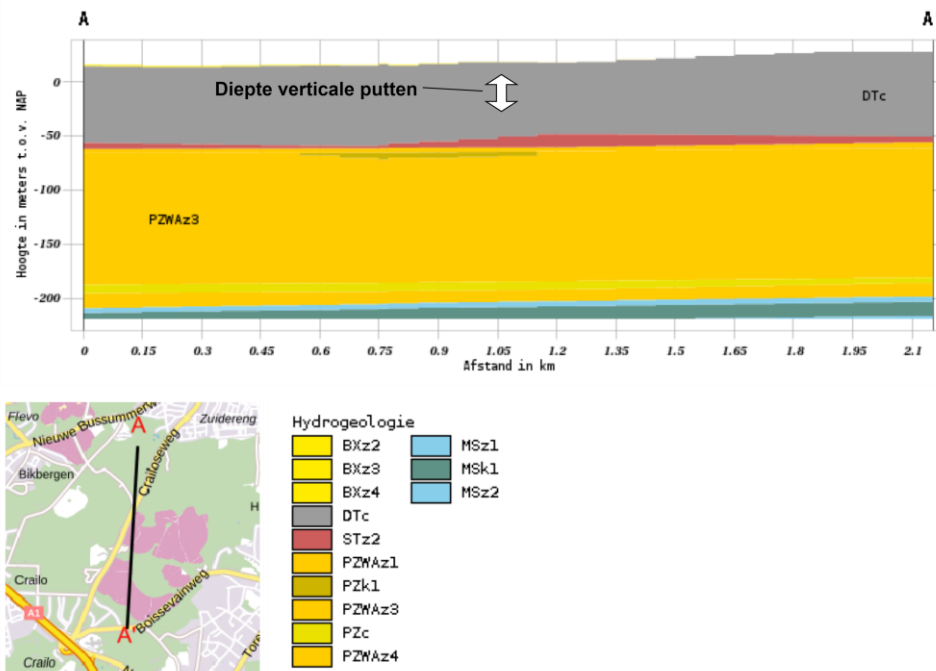 A A
Hoogte in meters t.o.v. NAP
0
-50
-100
-150
-200
Diepte verticale putten
DTc
PZWAz3
0 0.15 0.3 0.45 0.6 0.75 0.9 1.05 1.2 1.35 1.5 1.65 1.8 1.95 2.1
Afstand in km
Flevo
Nieuwe Bussummerw
A
Zuidereng
Crailoseweg
Bikbergen
H
Crailo
A1
Boissevainweg
A'
Crailo
Tore
Hydrogeologie
BXz2 MSz1
BXz3 MSk1
BXz4 MSz2
DTc
STz2
PZWAz1
PZk1
PZWAz3
PZc
PZWAz4